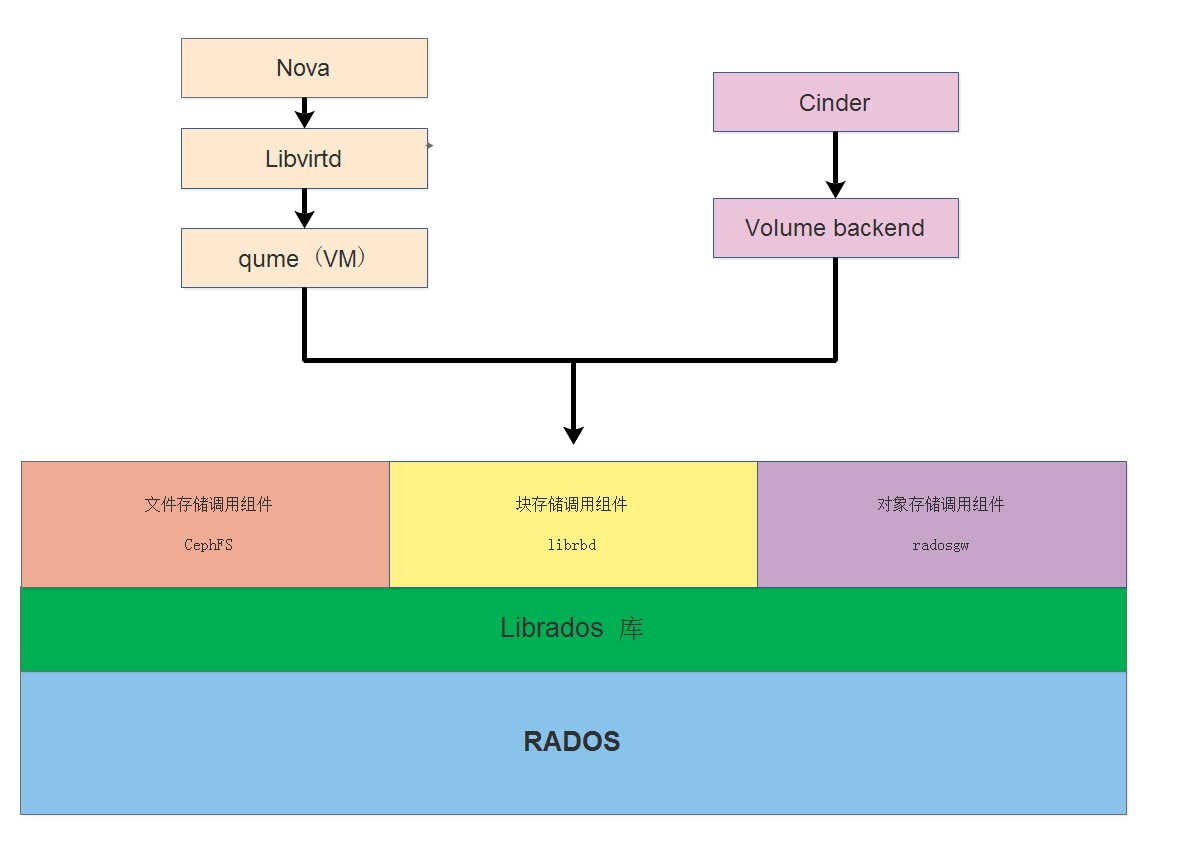 Nova
Cinder
Libvirtd
Volume backend
qume（VM）
文件存储调用组件
块存储调用组件
对象存储调用组件
CephFS
librbd
radosgw
Librados 库
RADOS